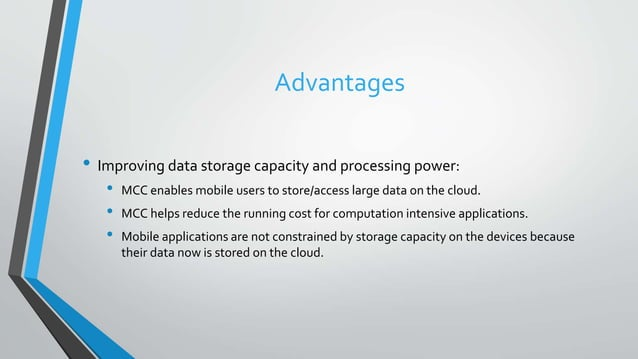 Advantages
• Improving data storage capacity and processing power:
• MCC enables mobile users to store/access large data on the cloud.
• MCC helps reduce the running cost for computation intensive applications.
• Mobile applications are not constrained by storage capacity on the devices because
their data now is stored on the cloud.